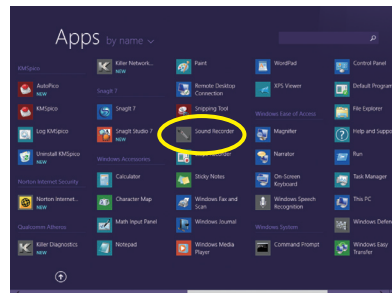 Apps by name
KMSpico
AutoPico
NEW
KMSpico
NEW
Log KMSpico
Uninstall KMSpico
NEW
Norton Internet Security
Norton Internet...
NEW
Qualcomm Atheros
Killer Diagnostics
NEW
Killer Network...
NEW
SnagIt 7
SnagIt 7
SnagIt Studio 7
NEW
Windows Accessories
Calculator
Character Map
Math Input Panel
Notepad
Paint
Remote Desktop
Connection
Snipping Tool
Sound Recorder
Sticky Notes
Windows Fax and
Scan
Windows Journal
Windows Media
Player
WordPad
XPS Viewer
Windows Ease of Access
Magnifier
Narrator
On-Screen
Keyboard
Windows Speech
Recognition
Windows System
Command Prompt
Control Panel
Default Program
File Explorer
Help and Suppo
Run
Task Manager
This PC
Windows Defen
Windows Easy
Transfer